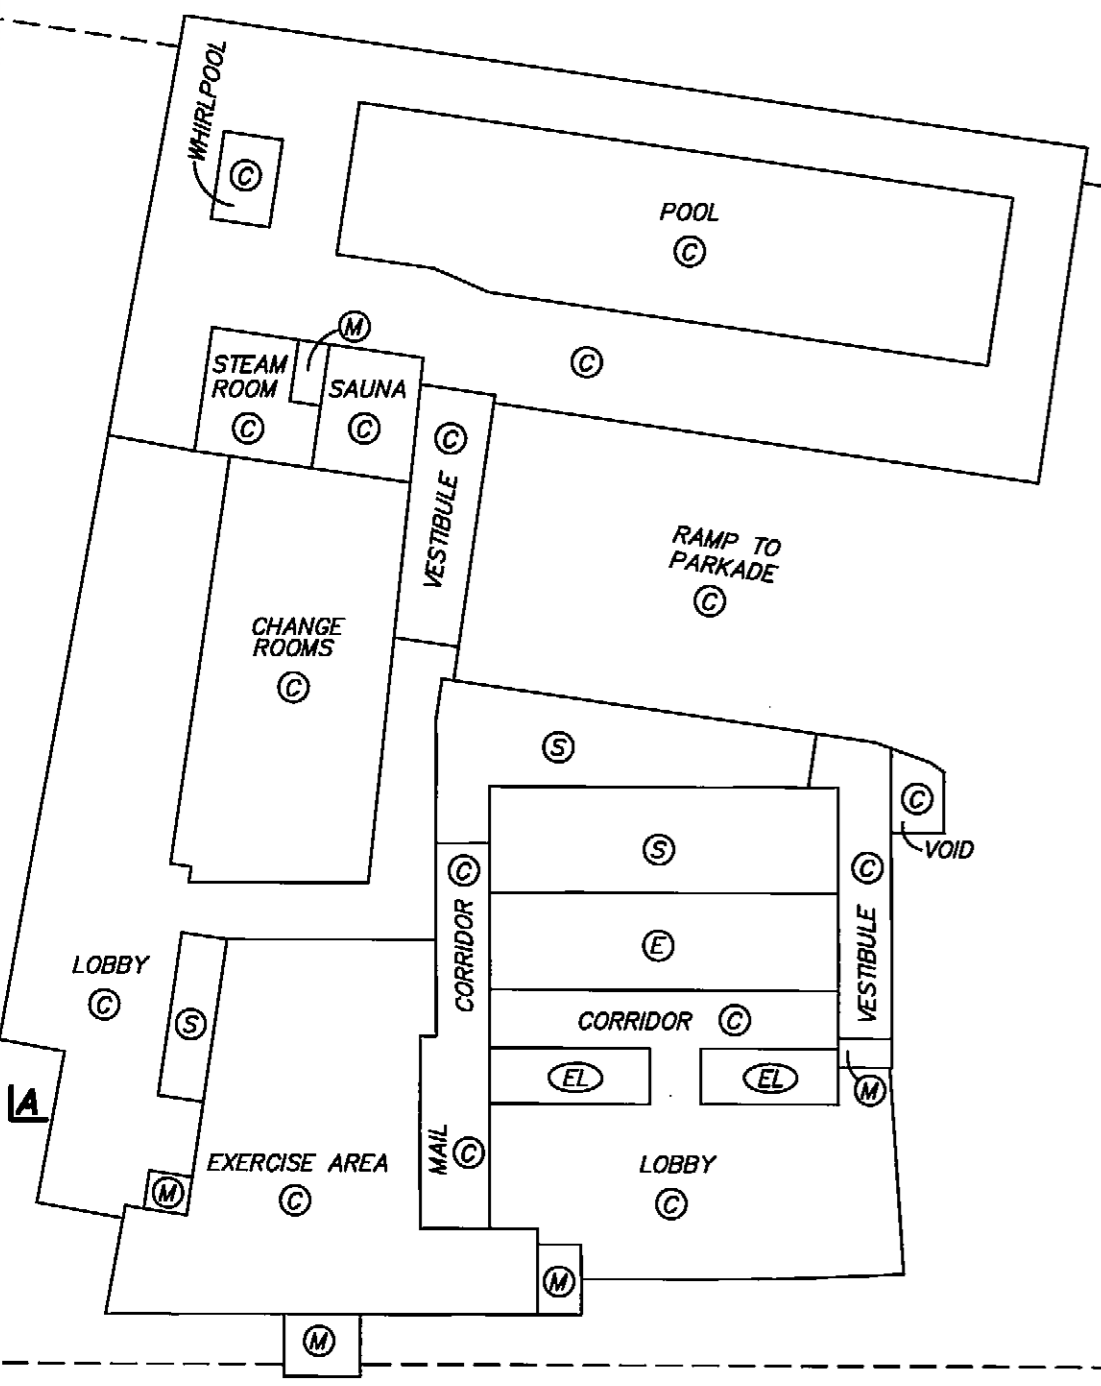 WHIRLPOOL
C
POOL
C
M
STEAM
ROOM
C
SAUNA
C
C
C
VESTIBULE
RAMP TO
PARKADE
C
CHANGE
ROOMS
C
S
C
VOID
S
C
CORRIDOR
C
VESTIBULE
E
LOBBY
C
S
CORRIDOR C
EL
EL
M
A
MAIL
C
EXERCISE AREA
C
LOBBY
C
M
M
M